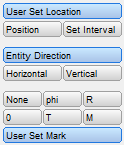 User Set Location
Position Set Interval
Entity Direction
Horizontal Vertical
None phi R
0 T M
User Set Mark